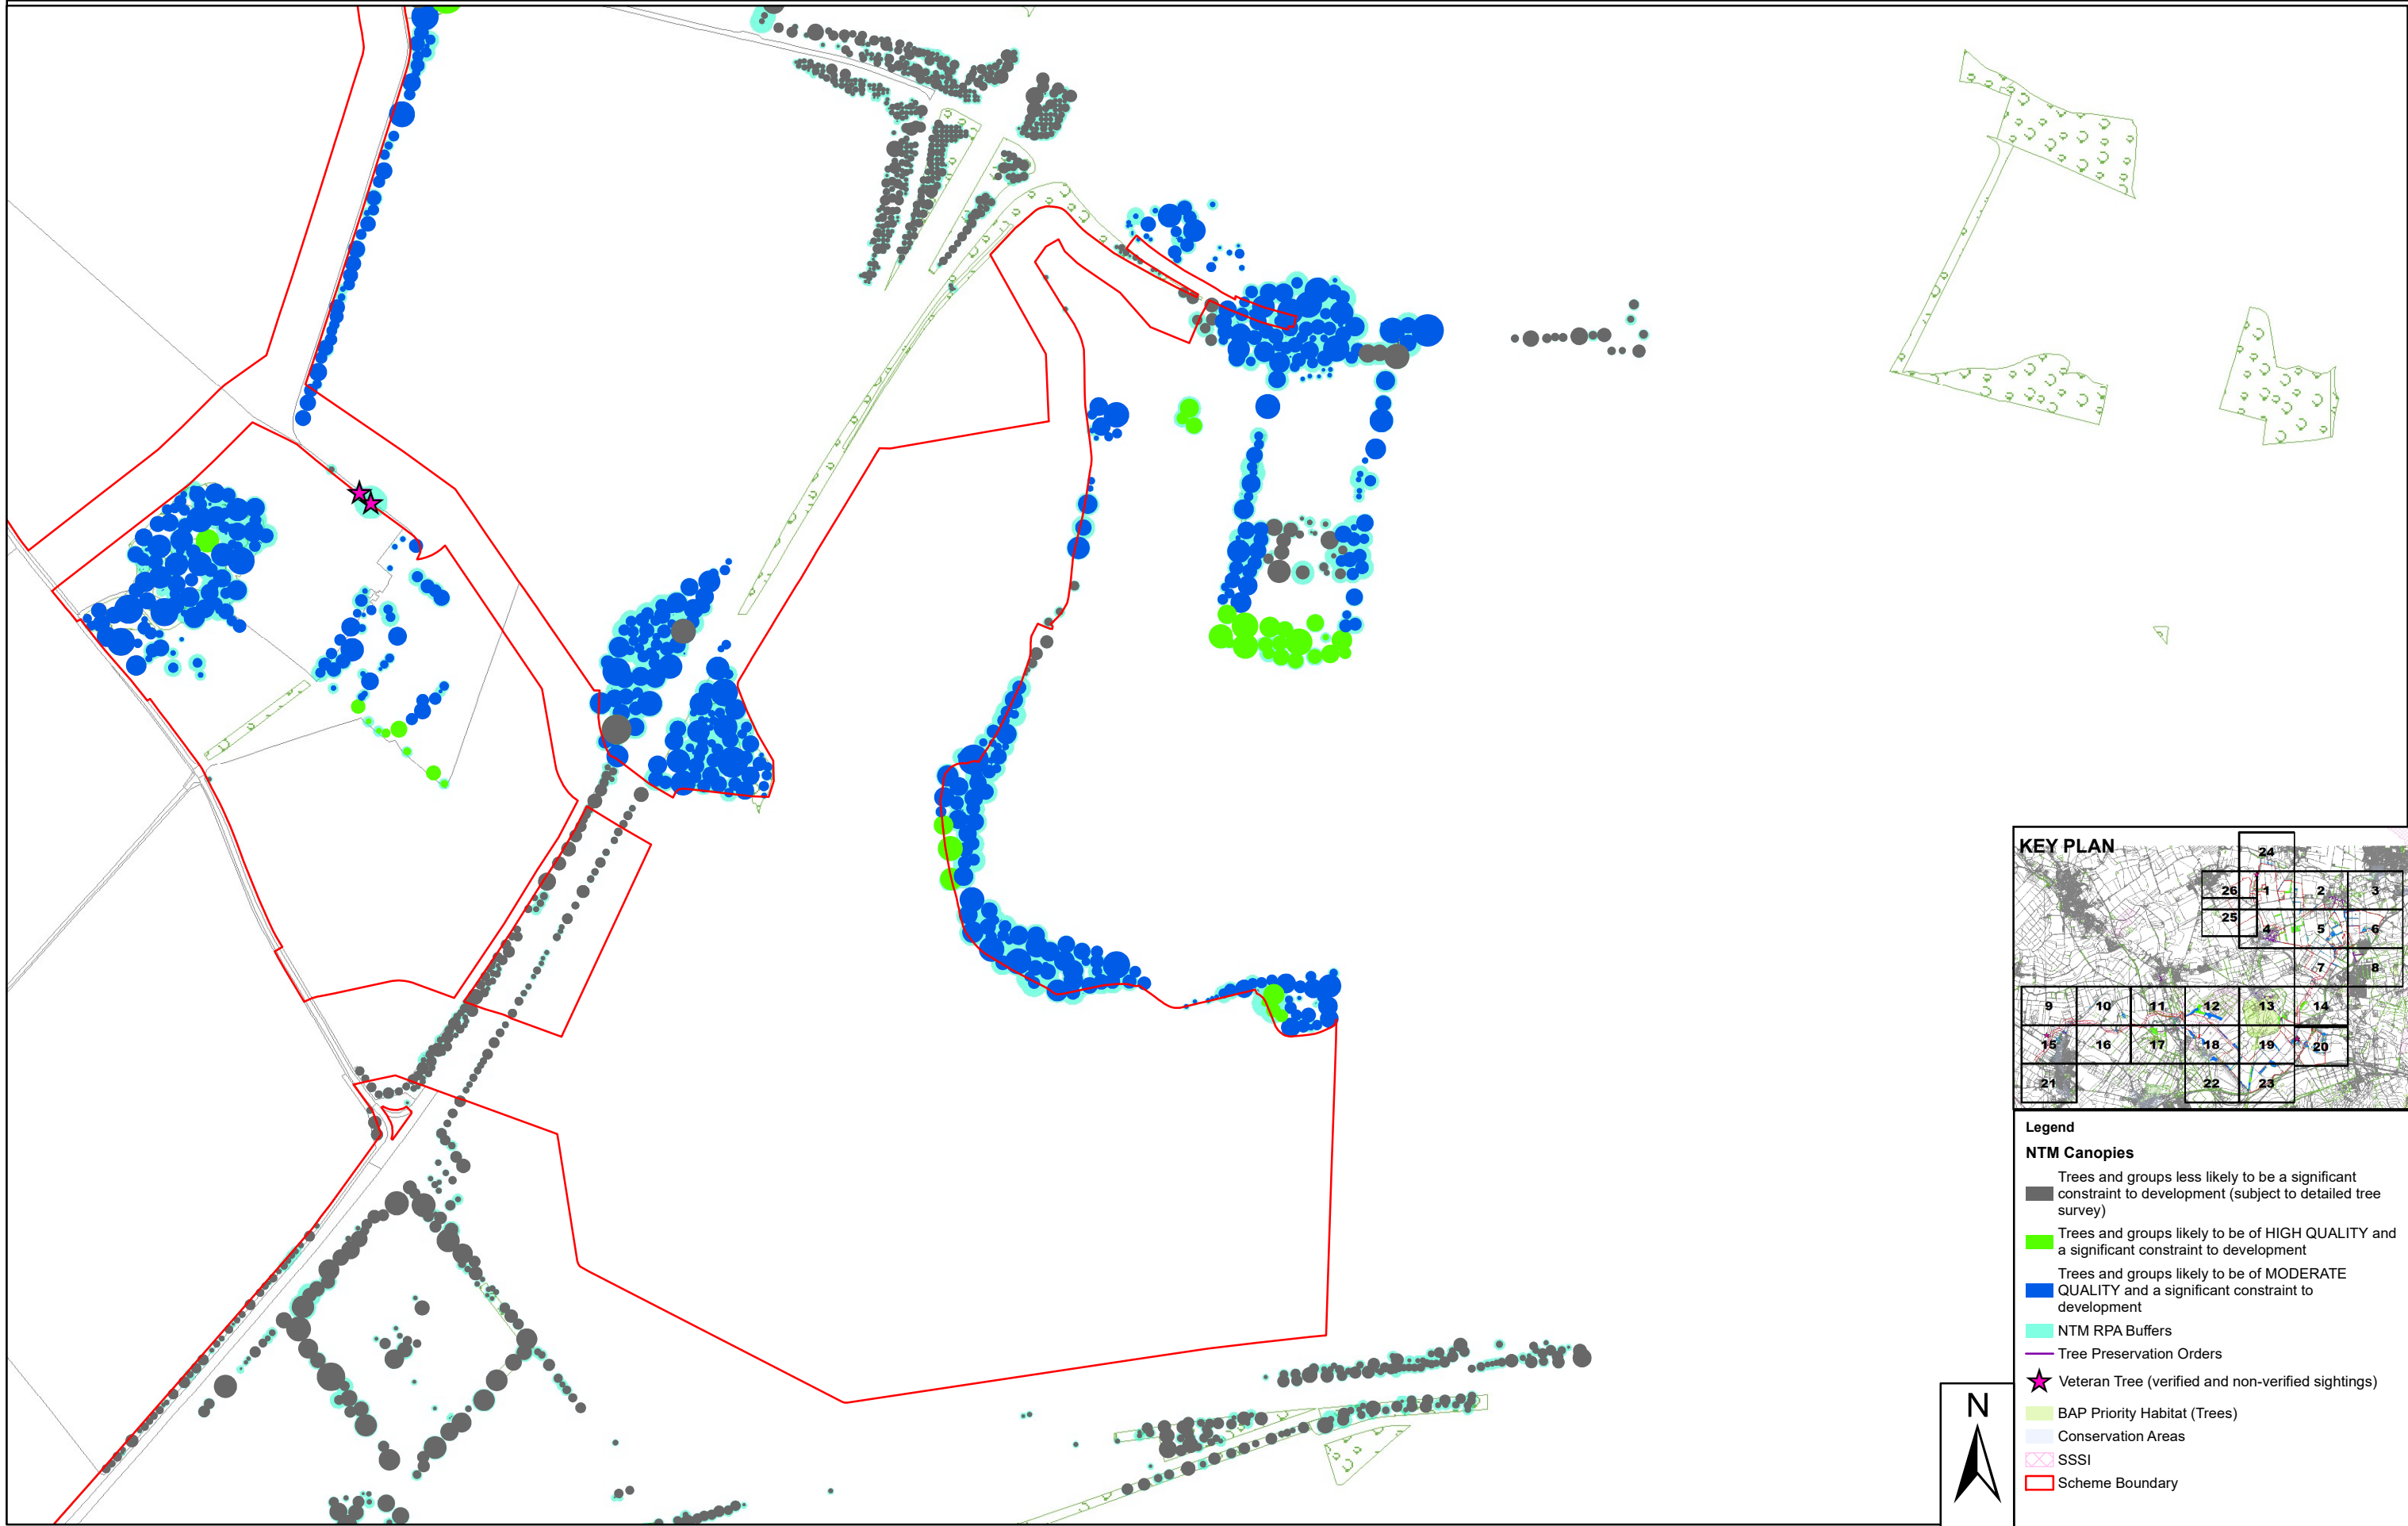 KEY PLAN
24
26
1
2
3
25
4
5
6
7
8
9
10
11
12
13
14
15
16
17
18
19
20
21
22
23
Legend
NTM Canopies
Trees and groups less likely to be a significant
constraint to development (subject to detailed tree
survey)
Trees and groups likely to be of HIGH QUALITY and
a significant constraint to development
Trees and groups likely to be of MODERATE
QUALITY and a significant constraint to
development
NTM RPA Buffers
Tree Preservation Orders
Veteran Tree (verified and non-verified sightings)
BAP Priority Habitat (Trees)
Conservation Areas
SSSI
Scheme Boundary
N